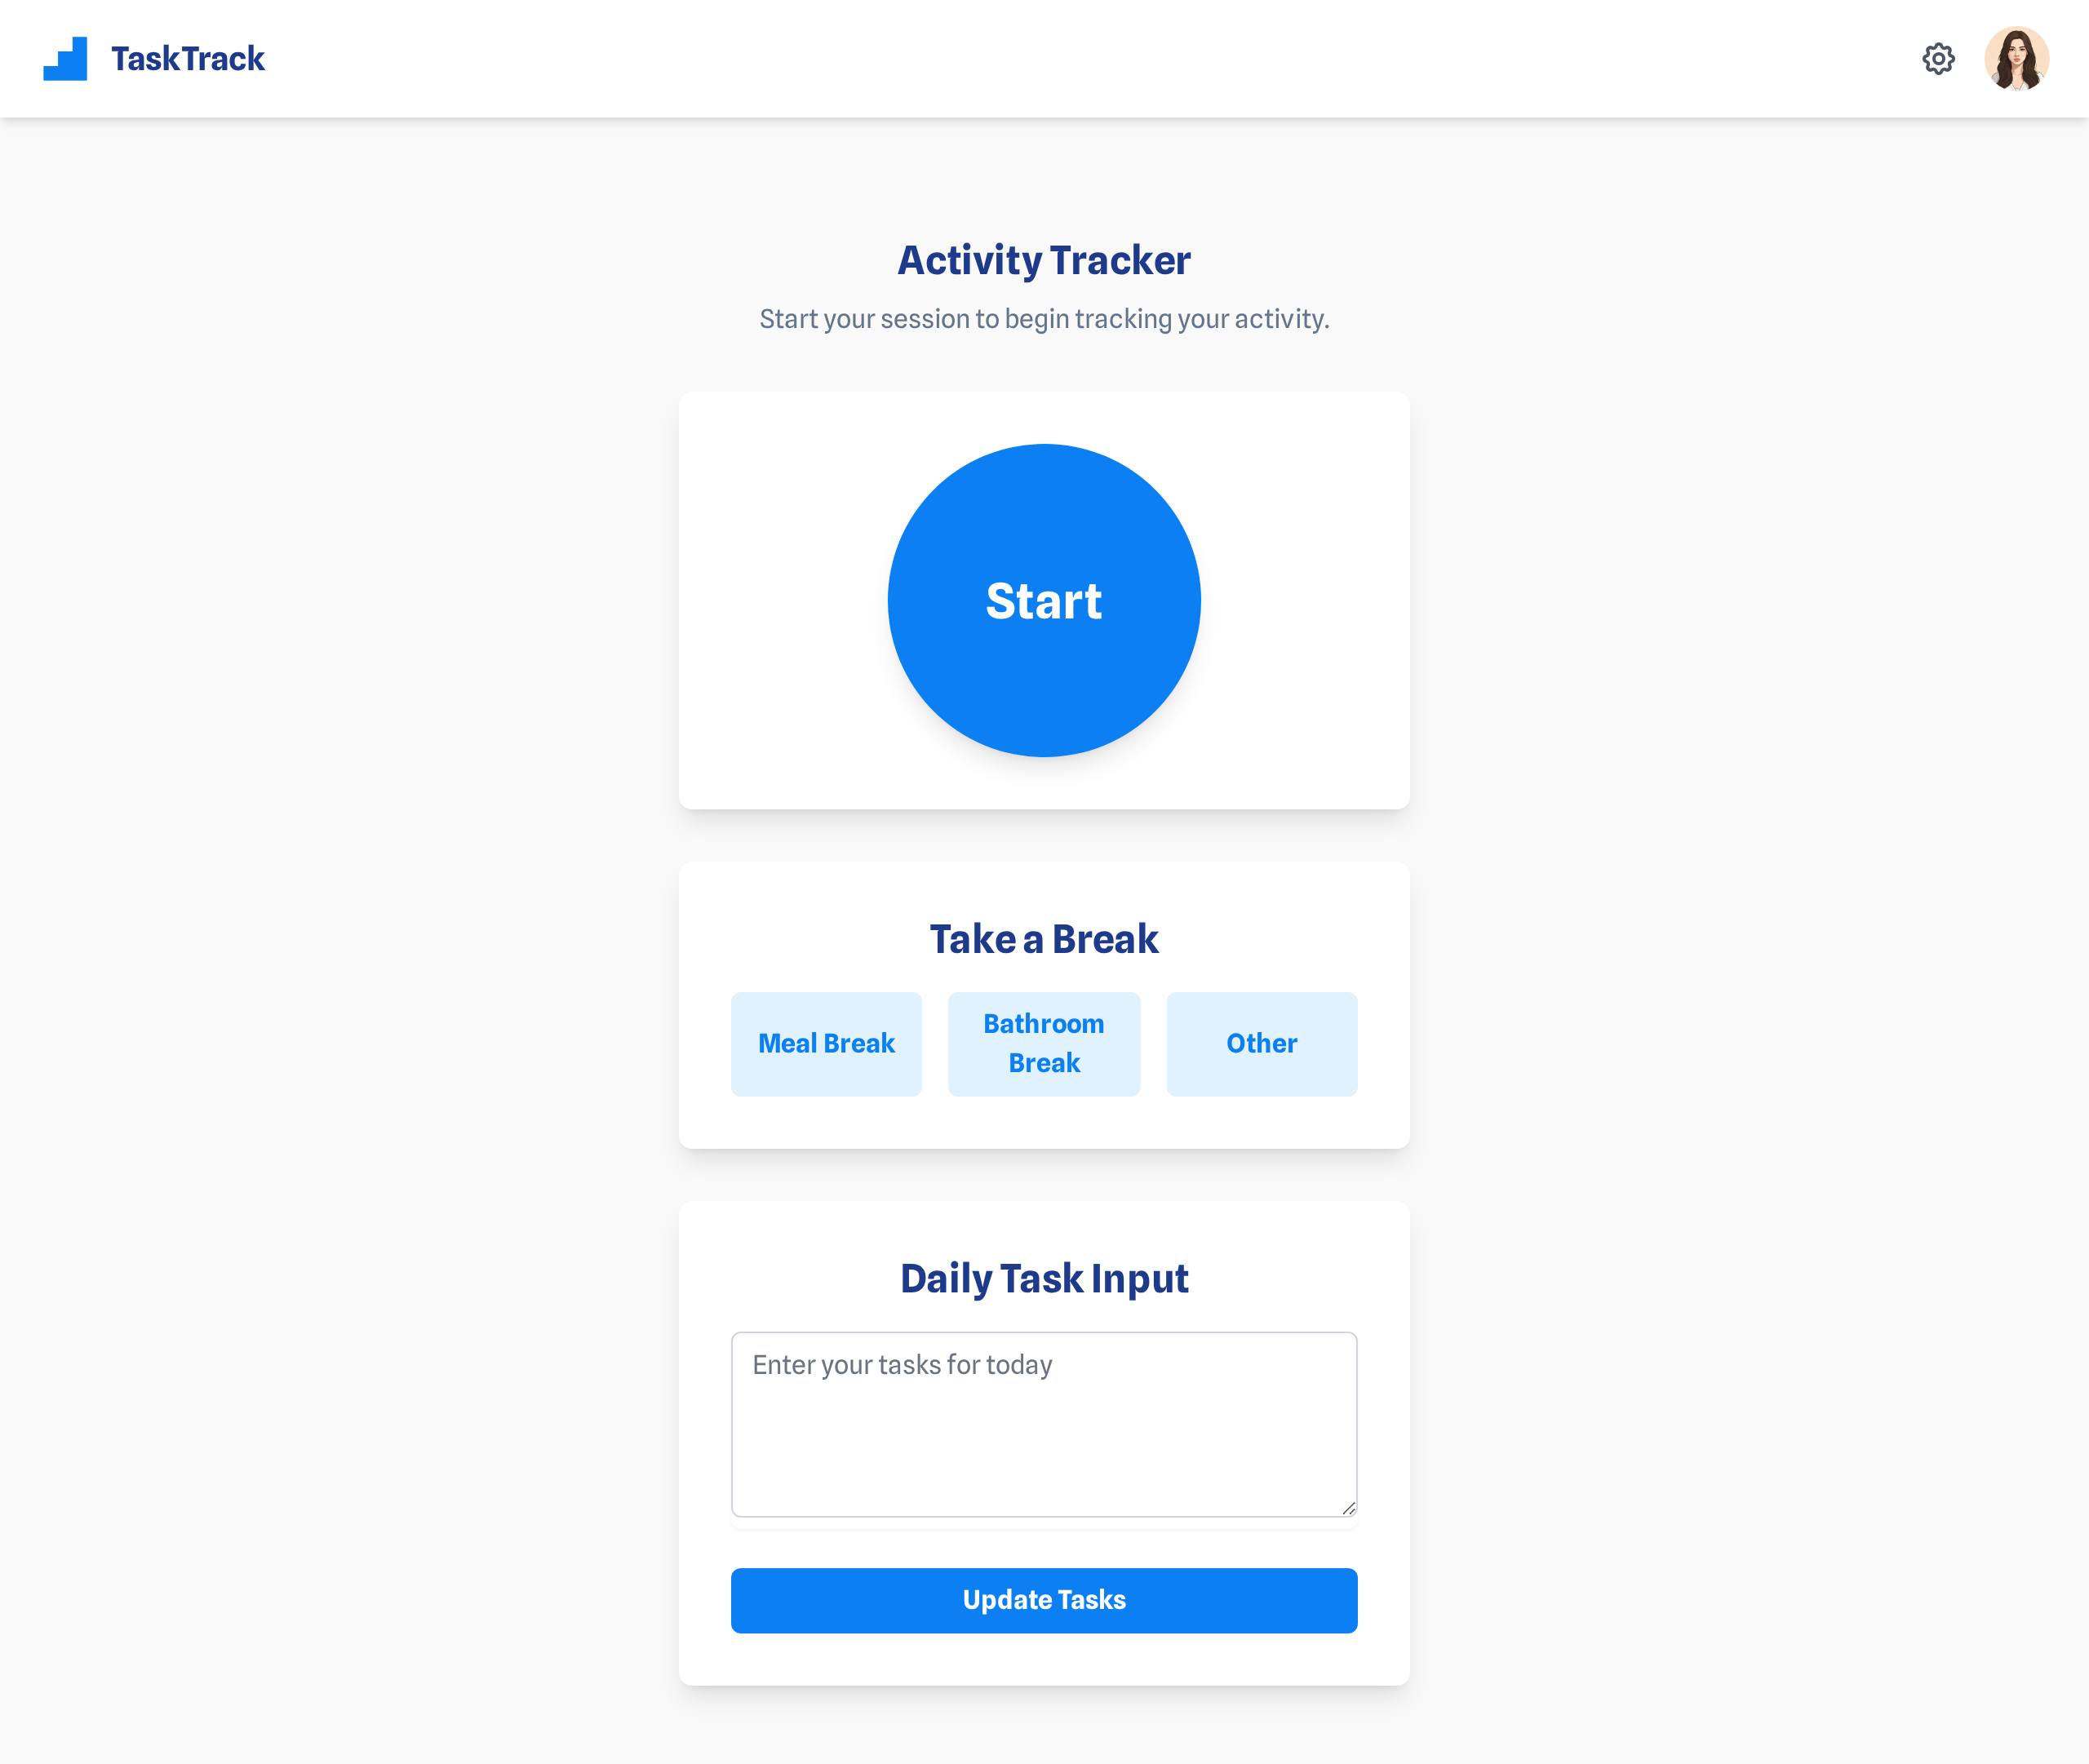 TaskTrack
Activity Tracker
Start your session to begin tracking your activity.
Start
Take a Break
Meal Break
Bathroom
Break
Other
Daily Task Input
Enter your tasks for today
Update Tasks